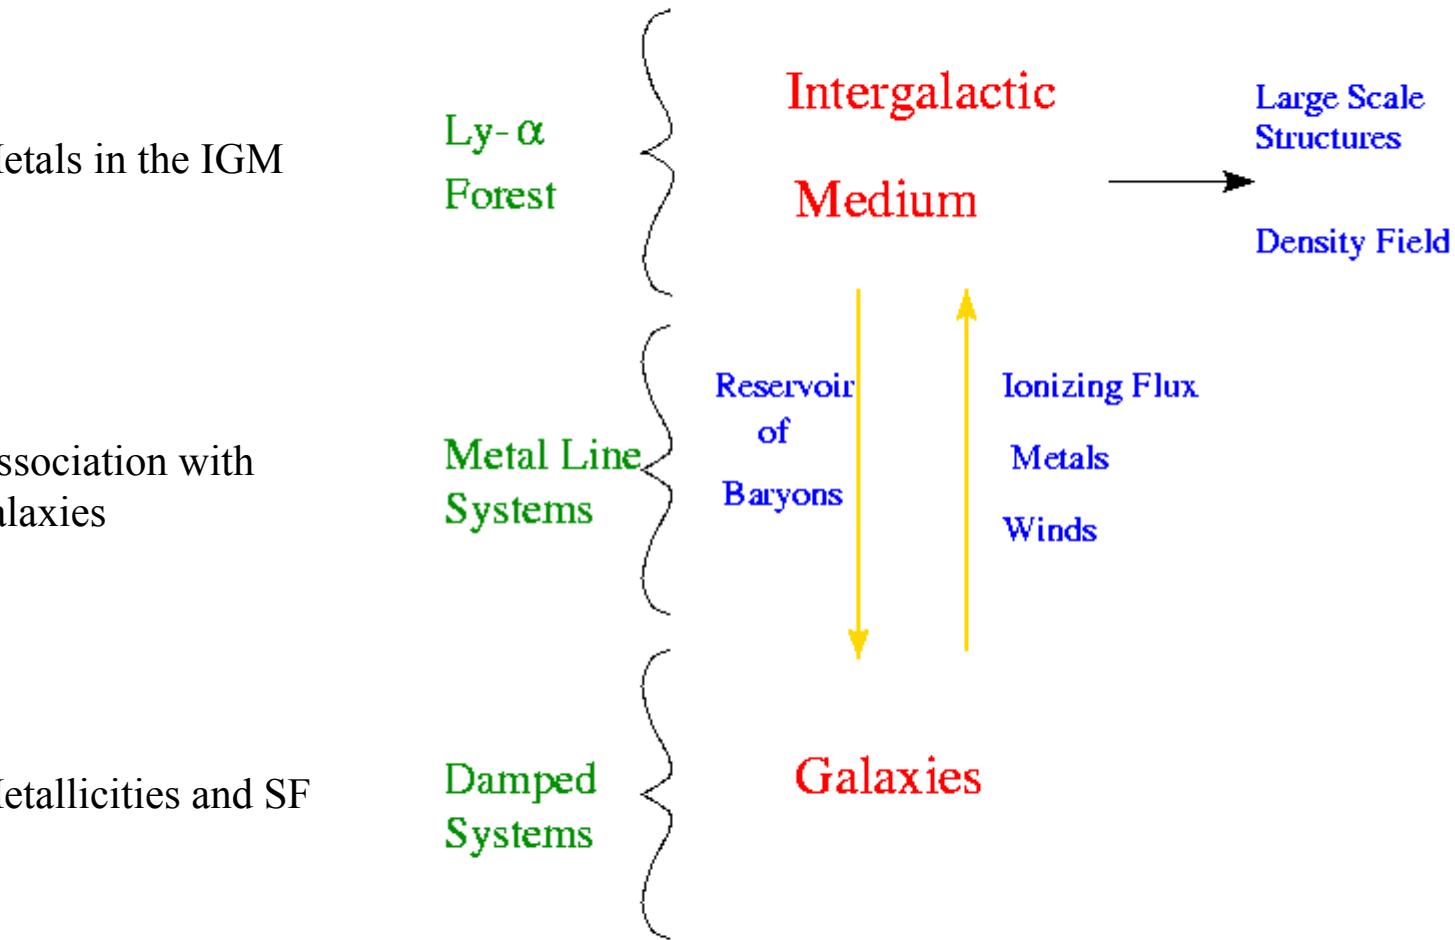 etals in the IGM
Ly-α
Forest
Intergalactic
Medium
Large Scale
Structures
Density Field
ssociation with
alaxies
Metal Line
Systems
Reservoir
of
Baryons
Ionizing Flux
Metals
Winds
etallicities and SF
Damped
Systems
Galaxies